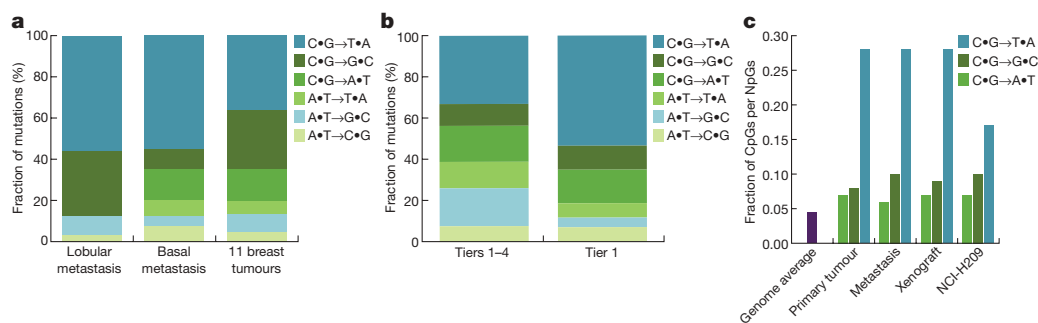 a
Fraction of mutations (%)
100
80
60
40
20
0
Lobular
metastasis
Basal
metastasis
11 breast
tumours
C•G→T•A
C•G→G•C
C•G→A•T
A•T→T•A
A•T→G•C
A•T→C•G
b
Fraction of mutations (%)
100
80
60
40
20
0
Tiers 1–4
Tier 1
C•G→T•A
C•G→G•C
C•G→A•T
A•T→T•A
A•T→G•C
A•T→C•G
c
Fraction of CpGs per NpGs
0.30
0.25
0.20
0.15
0.10
0.05
0.00
Genome average
Primary tumour
Metastasis
Xenograft
NCI-H209
C•G→T•A
C•G→G•C
C•G→A•T